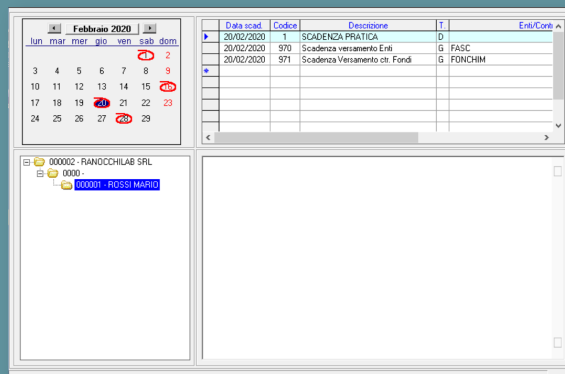 Febbraio 2020
lun mar mer gio ven sab dom
1 2
3 4 5 6 7 8 9
10 11 12 13 14 15 16
17 18 19 20 21 22 23
24 25 26 27 28 29
Data scad. Codice Descrizione T. Enti/Contr
20/02/2020 1 SCADENZA PRATICA D
20/02/2020 970 Scadenza versamento Enti G FASC
20/02/2020 971 Scadenza Versamento ctr. Fondi G FONCHIM
000002 - RANOCCHILAB SRL
0000 -
000001 - ROSSI MARIO